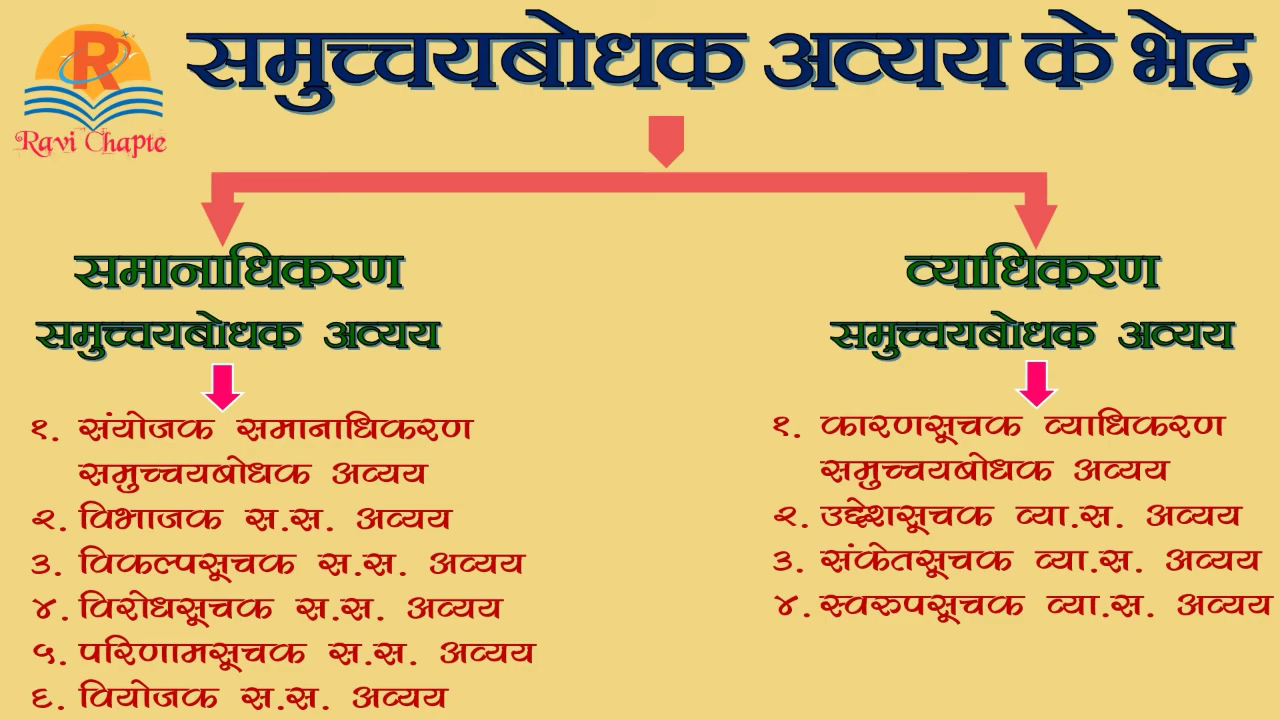 समुच्चयबोधक अव्यय के भेद
R
Ravi Chapte
समानाधिकरण
समुच्चयबोधक अव्यय
१. संयोजक समानाधिकरण
समुच्चयबोधक अव्यय
२. विभाजक स.स. अव्यय
३. विकल्पसूचक स.स. अव्यय
४. विरोधसूचक स.स. अव्यय
५. परिणामसूचक स.स. अव्यय
६. वियोजक स.स. अव्यय
व्याधिकरण
समुच्चयबोधक अव्यय
१. कारणसूचक व्याधिकरण
समुच्चयबोधक अव्यय
२. उद्देशसूचक व्या.स. अव्यय
३. संकेतसूचक व्या.स. अव्यय
४. स्वरुपसूचक व्या.स. अव्यय